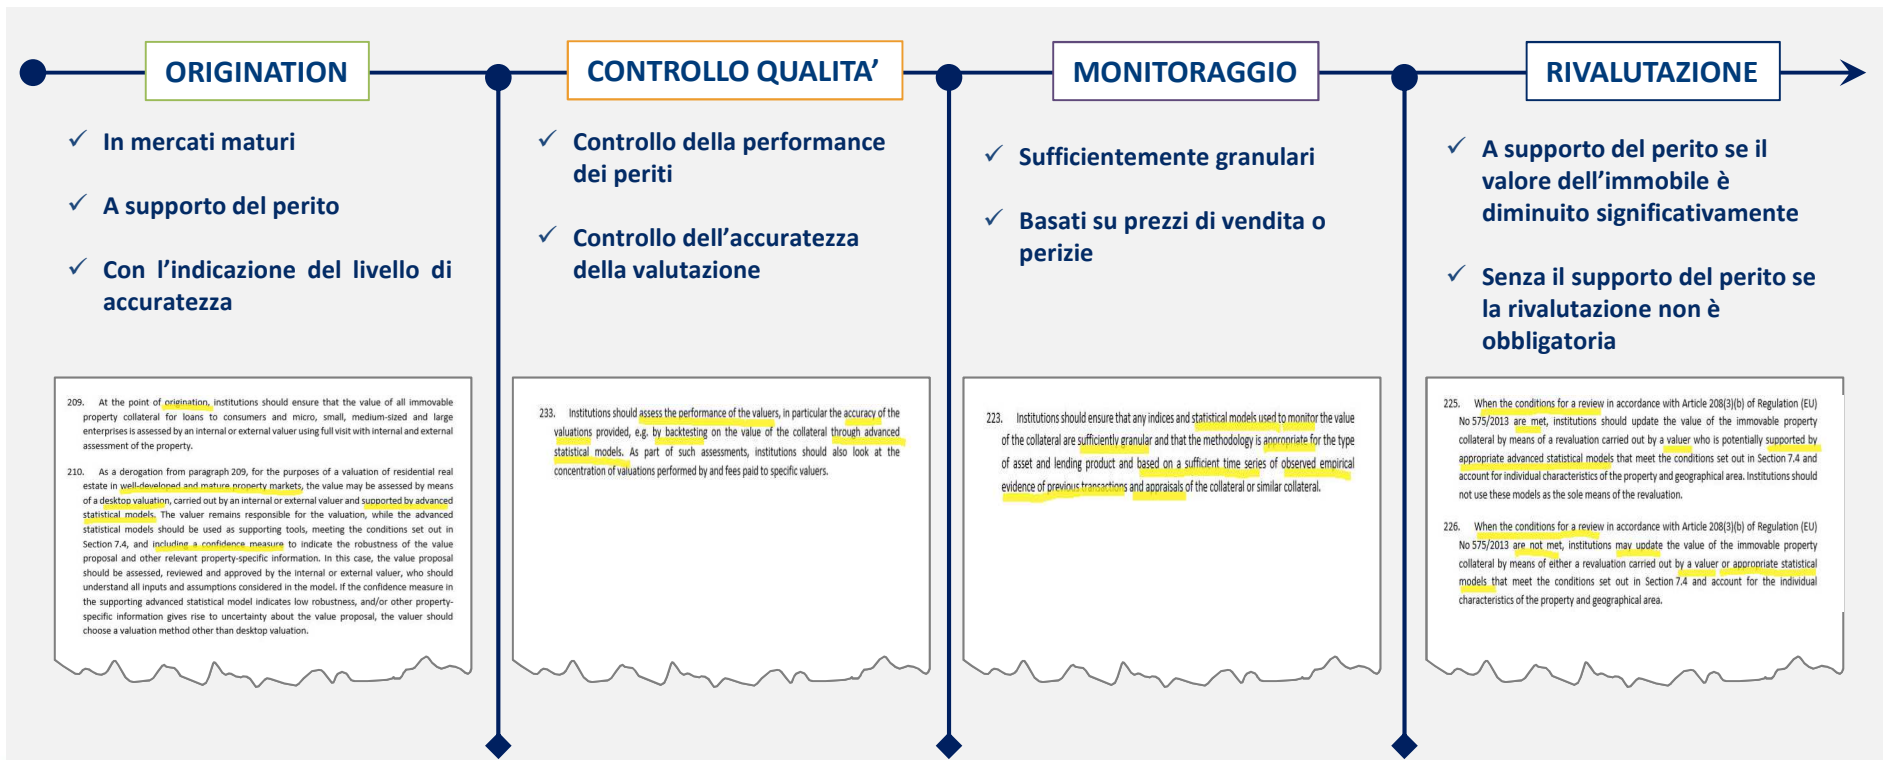 ORIGINATION
In mercati maturi
A supporto del perito
Con l'indicazione del livello di
accuratezza
209. At the point of origination, institutions should ensure that the value of all immovable
property collateral for loans to consumers and micro, small, medium-sized and large
enterprises is assessed by an internal or external valuer using full visit with internal and external
assessment of the property.
210. As a derogation from paragraph 209, for the purposes of a valuation of residential real
estate in well-developed and mature property markets, the value may be assessed by means
of a desktop valuation, carried out by an internal or external valuer and supported by advanced
statistical models. The valuer remains responsible for the valuation, while the advanced
statistical models should be used as supporting tools, meeting the conditions set out in
Section 7.4, and including a confidence measure to indicate the robustness of the value
proposal and other relevant property-specific information. In this case, the value proposal
should be assessed, reviewed and approved by the internal or external valuer, who should
understand all inputs and assumptions considered in the model. If the confidence measure in
the supporting advanced statistical model indicates low robustness, and/or other property-
specific information gives rise to uncertainty about the value proposal, the valuer should
choose a valuation method other than desktop valuation.
CONTROLLO QUALITA'
Controllo della performance
dei periti
Controllo dell'accuratezza
della valutazione
233. Institutions should assess the performance of the valuers, in particular the accuracy of the
valuations provided, e.g. by backtesting on the value of the collateral through advanced
statistical models. As part of such assessments, institutions should also look at the
concentration of valuations performed by and fees paid to specific valuers.
MONITORAGGIO
Sufficientemente granulari
Basati su prezzi di vendita o
perizie
223. Institutions should ensure that any indices and statistical models used to monitor the value
of the collateral are sufficiently granular and that the methodology is appropriate for the type
of asset and lending product and based on a sufficient time series of observed empirical
evidence of previous transactions and appraisals of the collateral or similar collateral.
RIVALUTAZIONE
A supporto del perito se il
valore dell'immobile è
diminuito significativamente
Senza il supporto del perito se
la rivalutazione non è
obbligatoria
225. When the conditions for a review in accordance with Article 208(3)(b) of Regulation (EU)
No 575/2013 are met, institutions should update the value of the immovable property
collateral by means of a revaluation carried out by a valuer who is potentially supported by
appropriate advanced statistical models that meet the conditions set out in Section 7.4 and
account for individual characteristics of the property and geographical area. Institutions should
not use these models as the sole means of the revaluation.
226. When the conditions for a review in accordance with Article 208(3)(b) of Regulation (EU)
No 575/2013 are not met, institutions may update the value of the immovable property
collateral by means of either a revaluation carried out by a valuer or appropriate statistical
models that meet the conditions set out in Section 7.4 and account for the individual
characteristics of the property and geographical area.